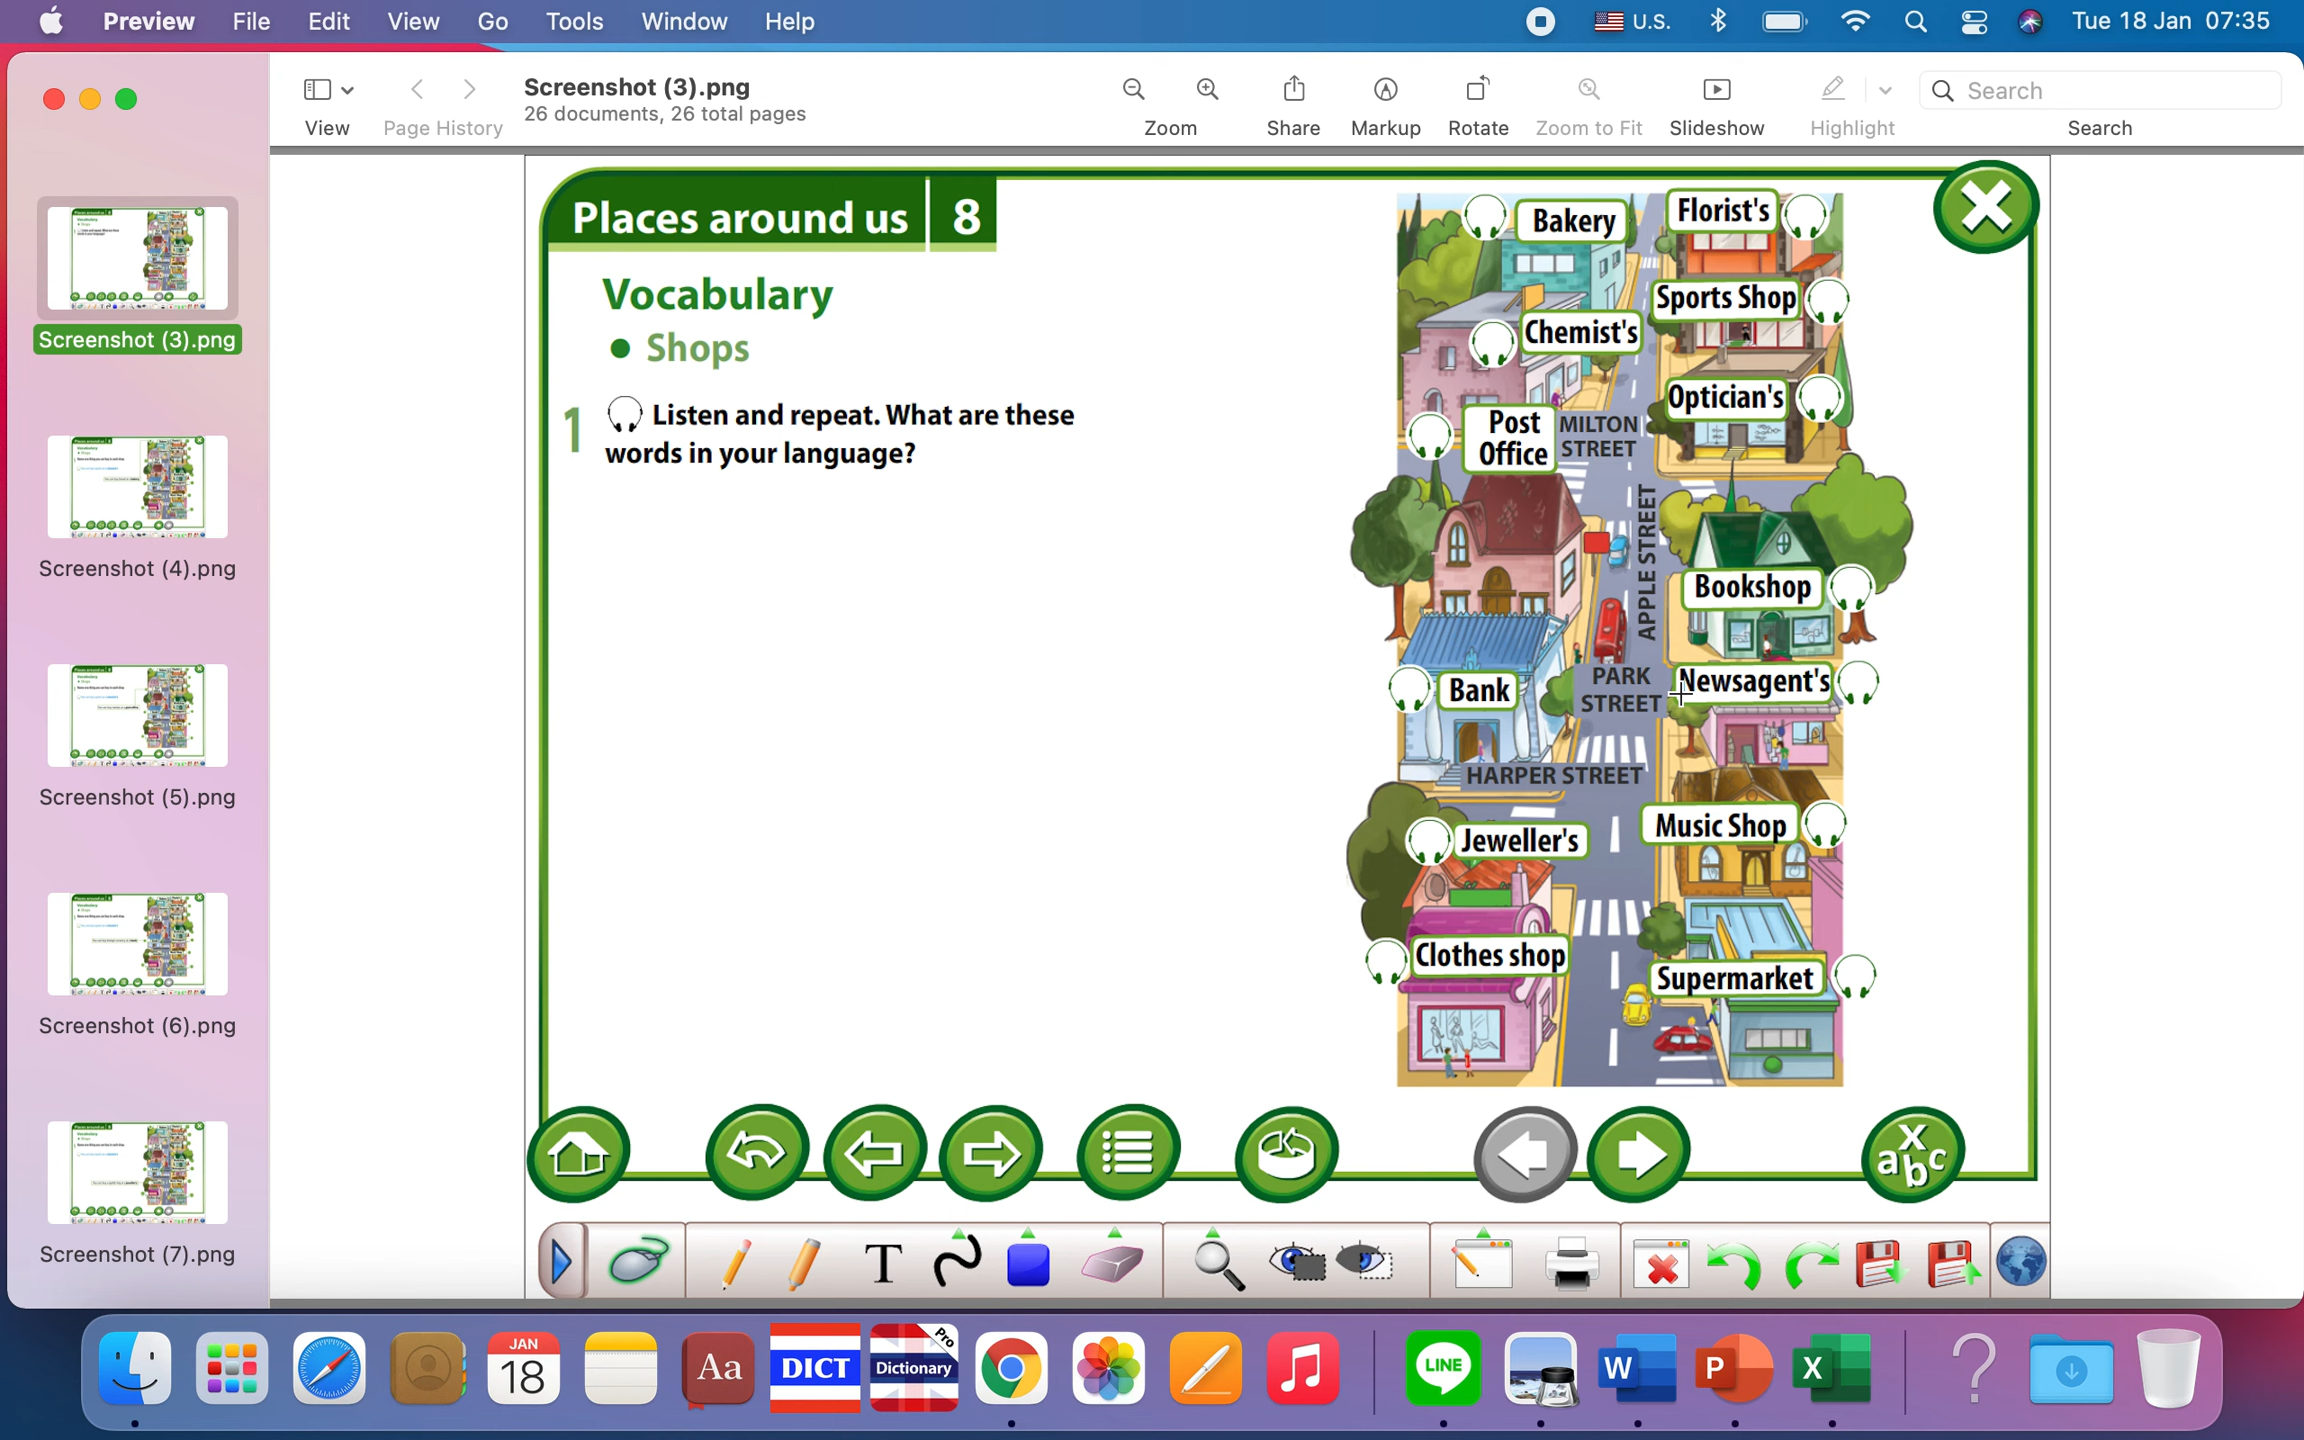 Preview File Edit View Go Tools Window Help
U.S. Tue 18 Jan 07:35
Screenshot (3).png
26 documents, 26 total pages
View
Page History
Zoom
Share
Markup
Rotate
Zoom to Fit
Slideshow
Highlight
Search
Search
Screenshot (3).png
Screenshot (4).png
Screenshot (5).png
Screenshot (6).png
Screenshot (7).png
Places around us 8
Vocabulary
• Shops
1 Listen and repeat. What are these
words in your language?
Bakery
Florist's
Sports Shop
Chemist's
Optician's
Post
Office
MILTON
STREET
APPLE STREET
Bookshop
PARK
STREET
Newsagent's
Bank
HARPER STREET
Jeweller's
Music Shop
Clothes shop
Supermarket
X
abc
T
JAN
18
Aa
DICT
Pro
Dictionary
LINE
W
P
X
?